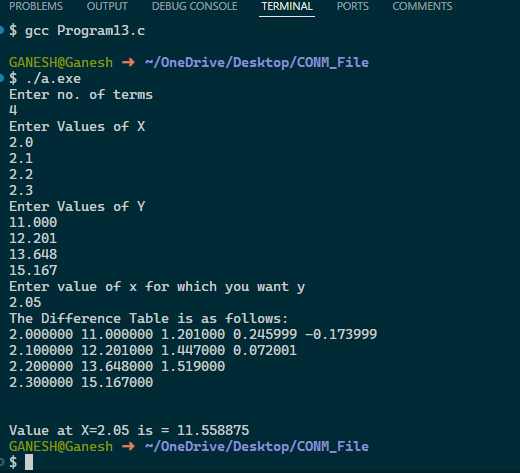 PROBLEMS OUTPUT DEBUG CONSOLE TERMINAL PORTS COMMENTS
$ gcc Program13.c
GANESH@Ganesh ➜ ~/OneDrive/Desktop/CONM_File
$ ./a.exe
Enter no. of terms
4
Enter Values of X
2.0
2.1
2.2
2.3
Enter Values of Y
11.000
12.201
13.648
15.167
Enter value of x for which you want y
2.05
The Difference Table is as follows:
2.000000 11.000000 1.201000 0.245999 -0.173999
2.100000 12.201000 1.447000 0.072001
2.200000 13.648000 1.519000
2.300000 15.167000
Value at X=2.05 is = 11.558875
GANESH@Ganesh ➜ ~/OneDrive/Desktop/CONM_File
$